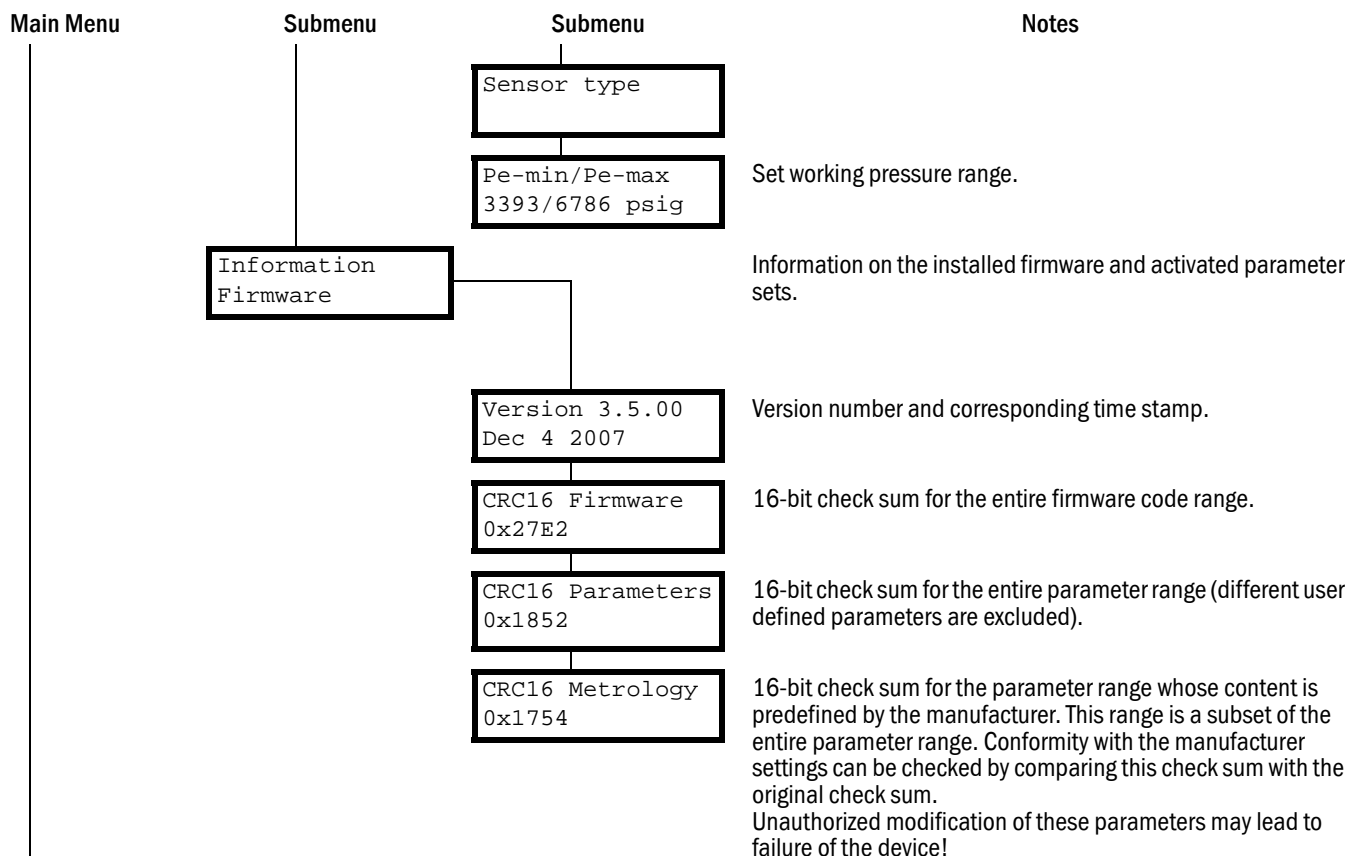 Main Menu Submenu Submenu Notes
Sensor type
Pe-min/Pe-max
3393/6786 psig
Set working pressure range.
Information
Firmware
Information on the installed firmware and activated parameter
sets.
Version 3.5.00
Dec 4 2007
Version number and corresponding time stamp.
CRC16 Firmware
0x27E2
16-bit check sum for the entire firmware code range.
CRC16 Parameters
0x1852
16-bit check sum for the entire parameter range (different user
defined parameters are excluded).
CRC16 Metrology
0x1754
16-bit check sum for the parameter range whose content is
predefined by the manufacturer. This range is a subset of the
entire parameter range. Conformity with the manufacturer
settings can be checked by comparing this check sum with the
original check sum.
Unauthorized modification of these parameters may lead to
failure of the device!